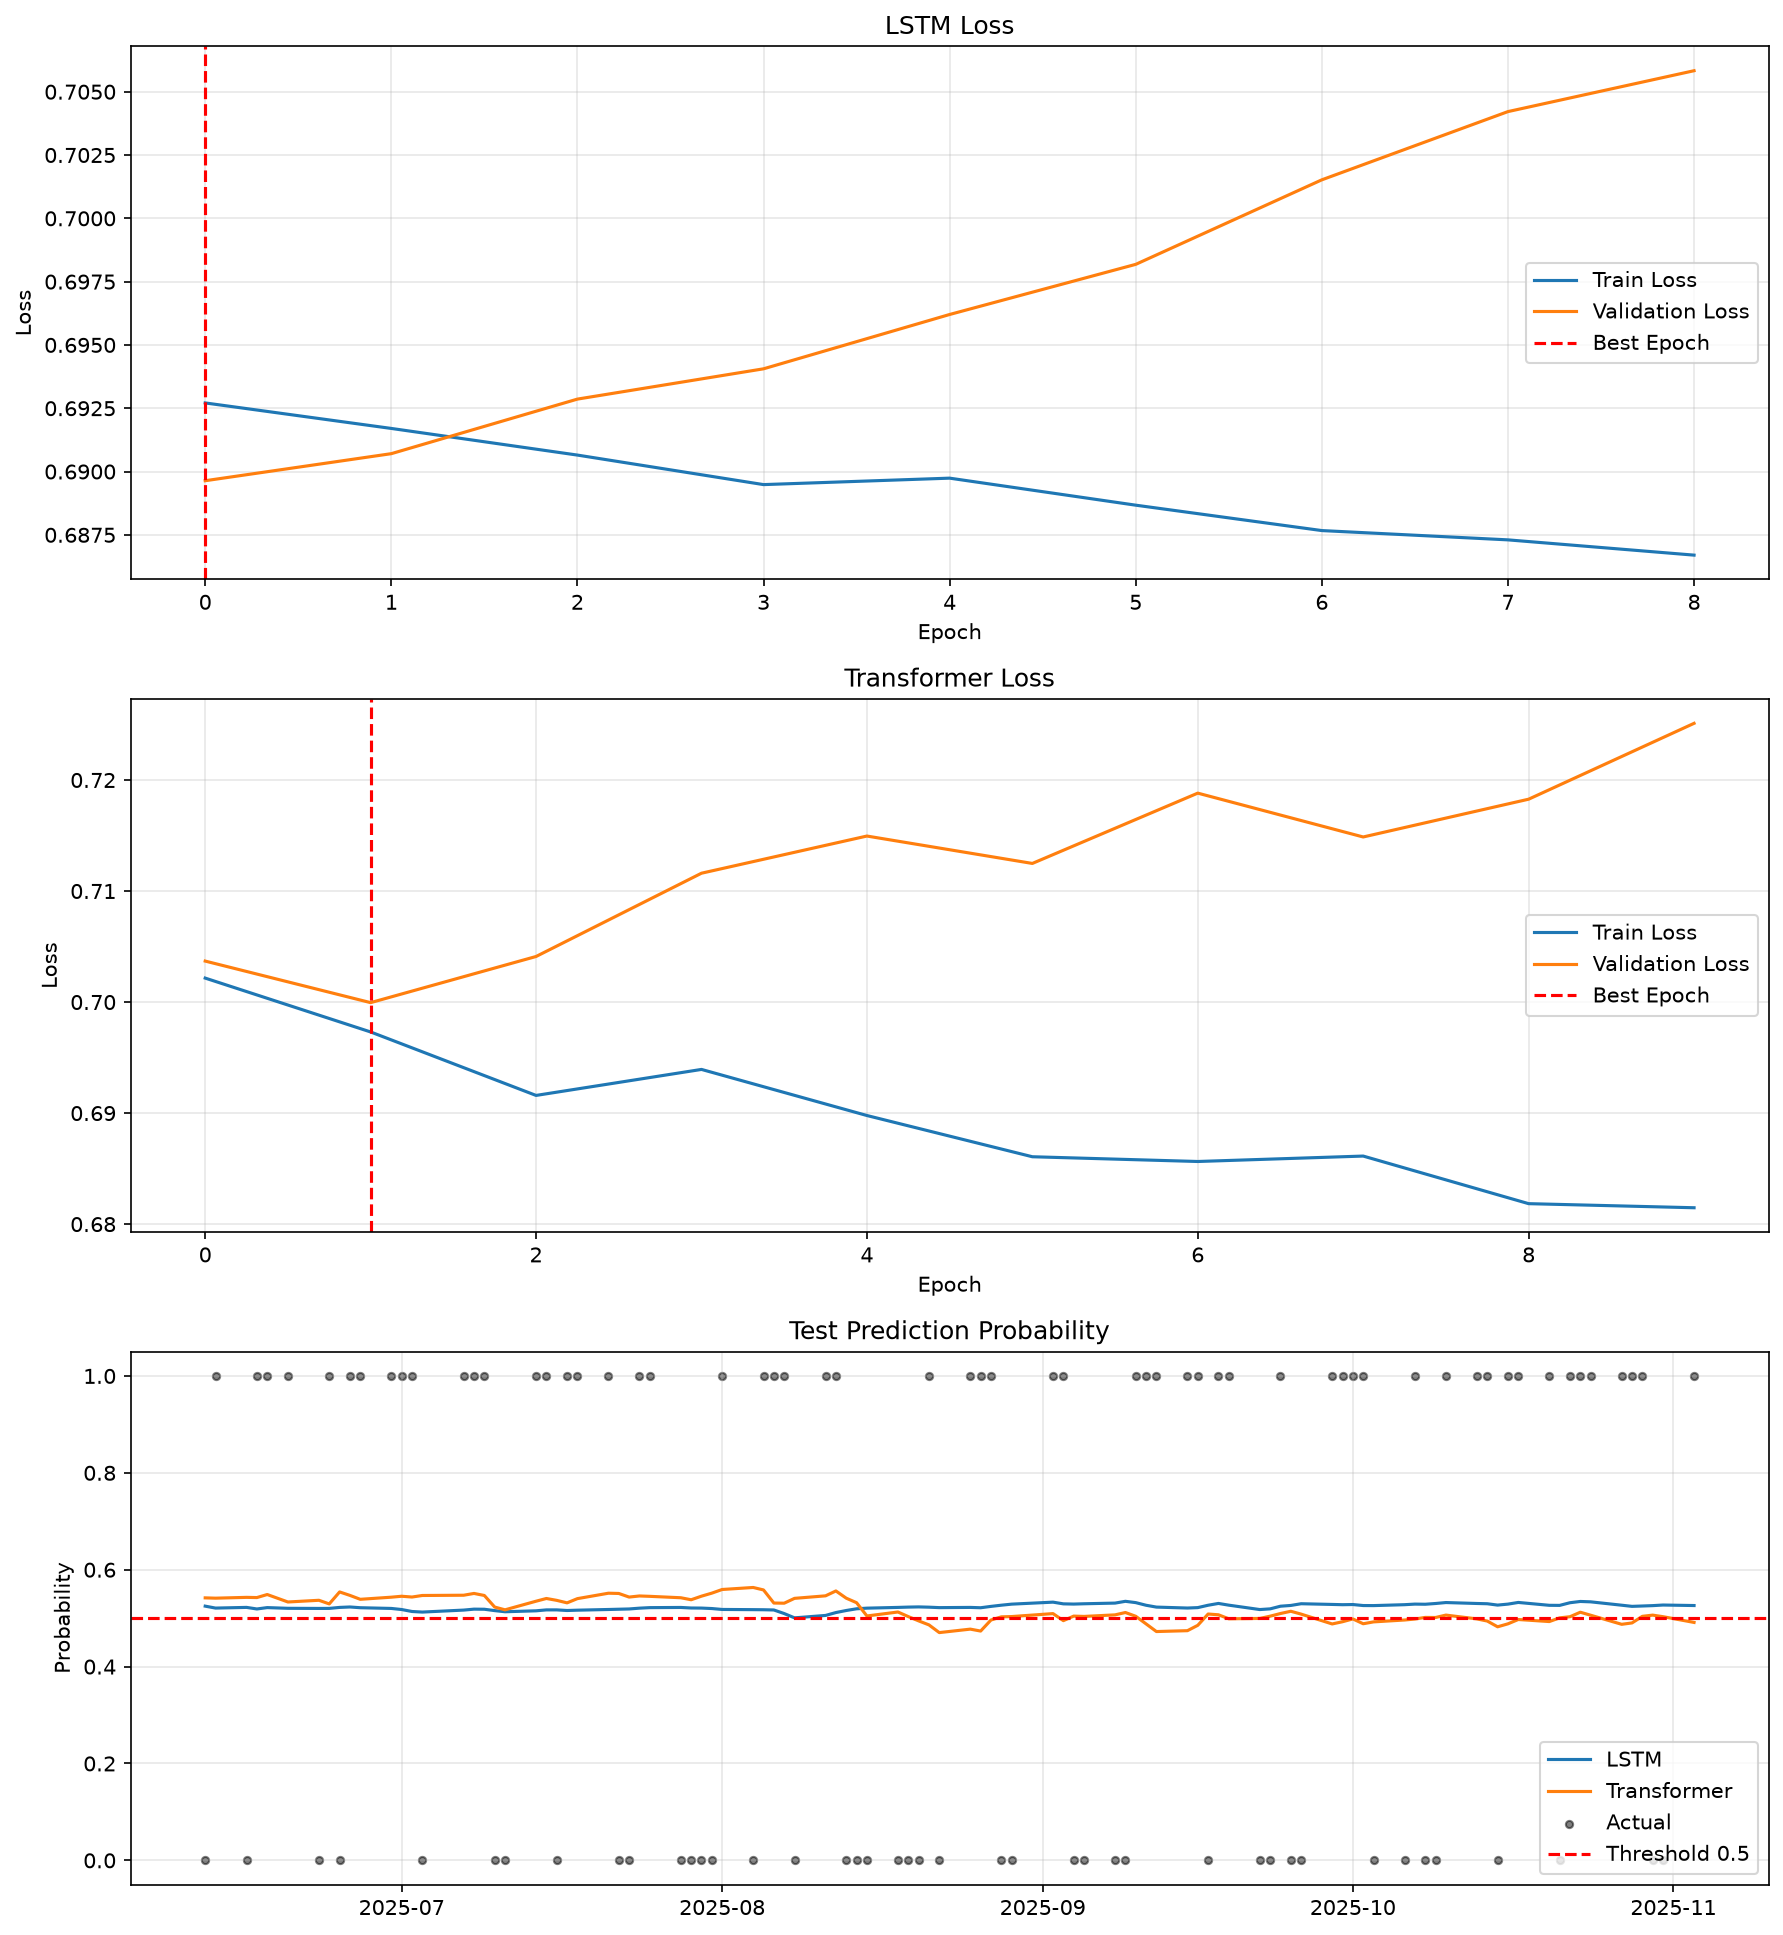 LSTM Loss
0.7050
0.7025
0.7000
0.6975
0.6950
0.6925
0.6900
0.6875
Loss
Train Loss
Validation Loss
Best Epoch
0 1 2 3 4 5 6 7 8
Epoch
Transformer Loss
0.72
0.71
0.70
0.69
0.68
Loss
Train Loss
Validation Loss
Best Epoch
0 2 4 6 8
Epoch
Test Prediction Probability
1.0
0.8
0.6
0.4
0.2
0.0
Probability
LSTM
Transformer
Actual
Threshold 0.5
2025-07 2025-08 2025-09 2025-10 2025-11